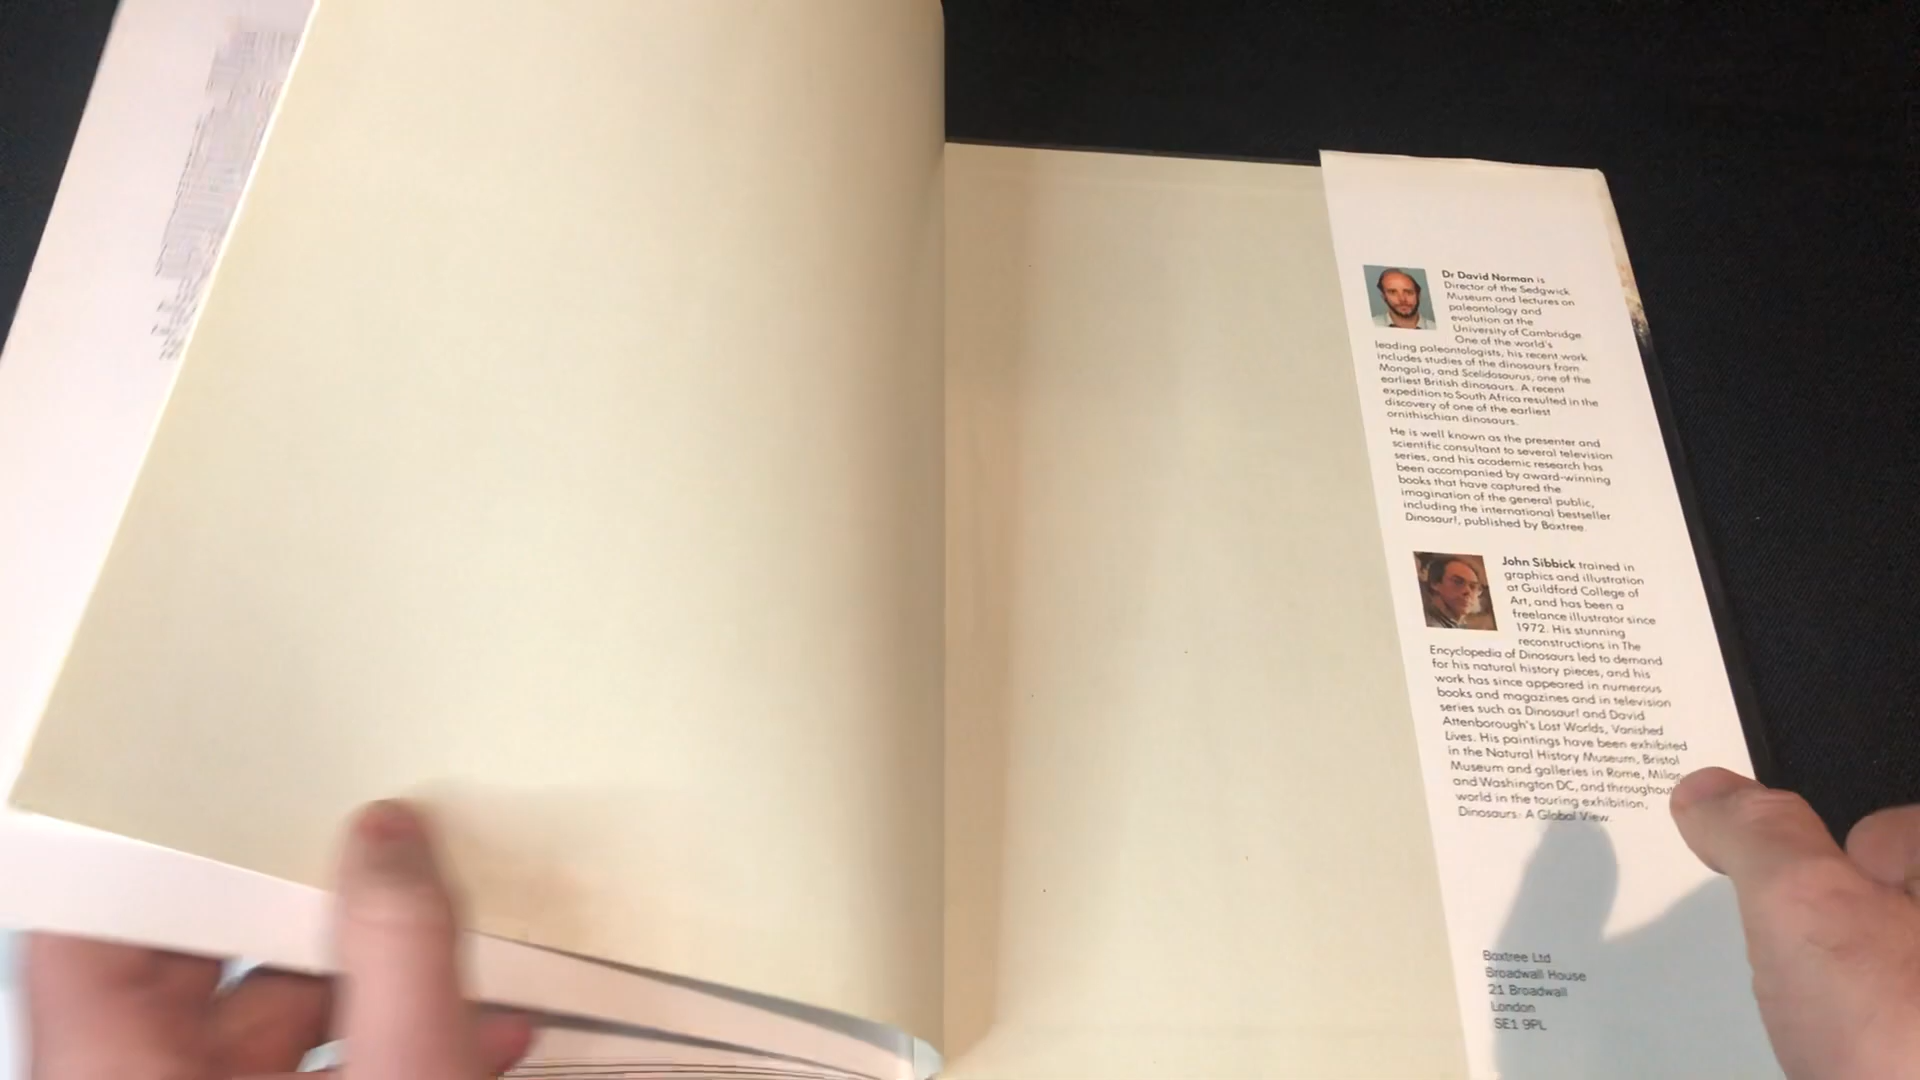 Dr David Norman is
Director of the Sedgwick
Museum and lectures on
paleontology and
evolution at the
University of Cambridge
One of the world's
leading paleontologists, his recent work
includes studies of the dinosaurs from
Mongolia, and Scelidosaurus, one of the
earliest British dinosaurs. A recent
expedition to South Africa resulted in the
discovery of one of the earliest
ornithischian dinosaurs.
He is well known as the presenter and
scientific consultant to several television
series, and his academic research has
been accompanied by award-winning
books that have captured the
imagination of the general public,
including the international bestseller
Dinosaur!, published by Boxtree.
John Sibbick trained in
graphics and illustration
at Guildford College of
Art, and has been a
freelance illustrator since
1972. His stunning
reconstructions in The
Encyclopedia of Dinosaurs led to demand
for his natural history pieces, and his
work has since appeared in numerous
books and magazines and in television
series such as Dinosaur! and David
Attenborough's Lost Worlds, Vanished
Lives. His paintings have been exhibited
in the Natural History Museum, Bristol
Museum and galleries in Rome, Milan
and Washington DC, and throughout
world in the touring exhibition,
Dinosaurs: A Global View.
Boxtree Ltd
Broadwall House
21 Broadwall
London
SE1 9PL